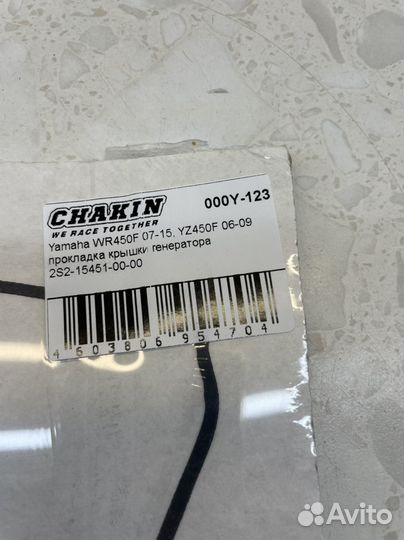 CHAKIN
WE RACE TOGETHER
000Y-123
Yamaha WR450F 07-15, YZ450F 06-09
прокладка крышки генератора
2S2-15451-00-00
4603806954704
Avito